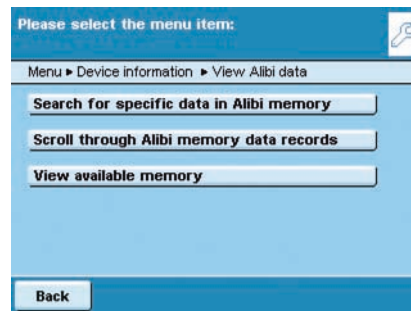 Please select the menu item:
Menu ▸ Device information ▸ View Alibi data
Search for specific data in Alibi memory
Scroll through Alibi memory data records
View available memory
Back